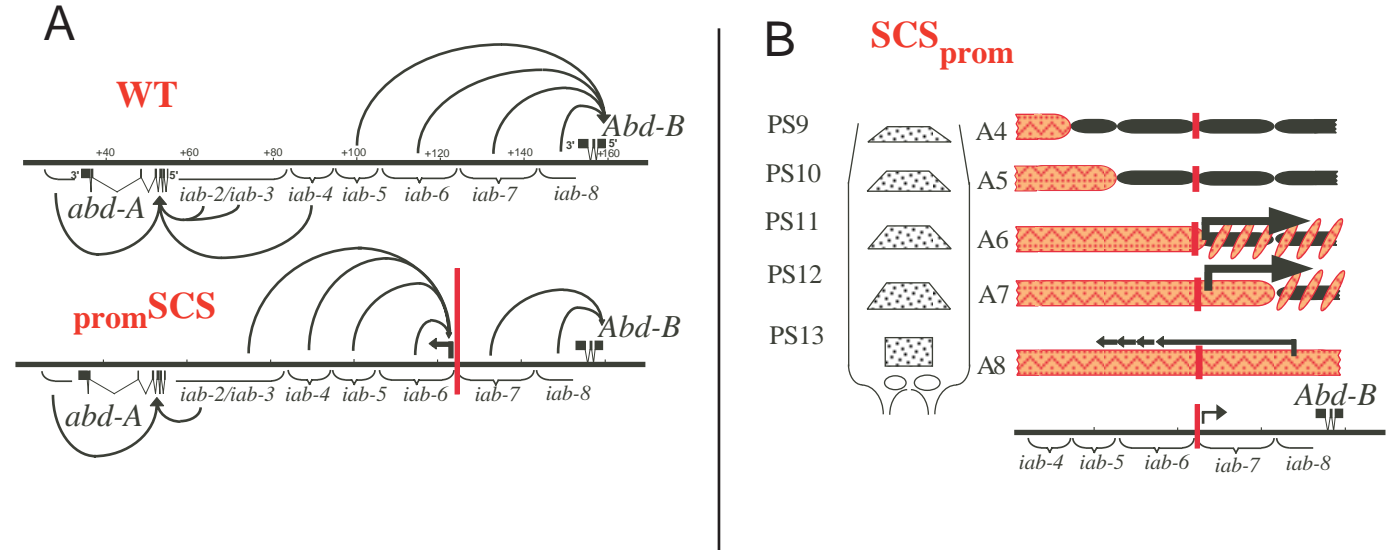 A
WT
Abd-B
3' 5'
+40 +60 +80 +100 +120 +140 +160
3' 5'
abd-A iab-2/iab-3 iab-4 iab-5 iab-6 iab-7 iab-8
promSCS
Abd-B
abd-A iab-2/iab-3 iab-4 iab-5 iab-6 iab-7 iab-8
B
SCSprom
PS9 A4
PS10 A5
PS11 A6
PS12 A7
PS13 A8
Abd-B
iab-4 iab-5 iab-6 iab-7 iab-8